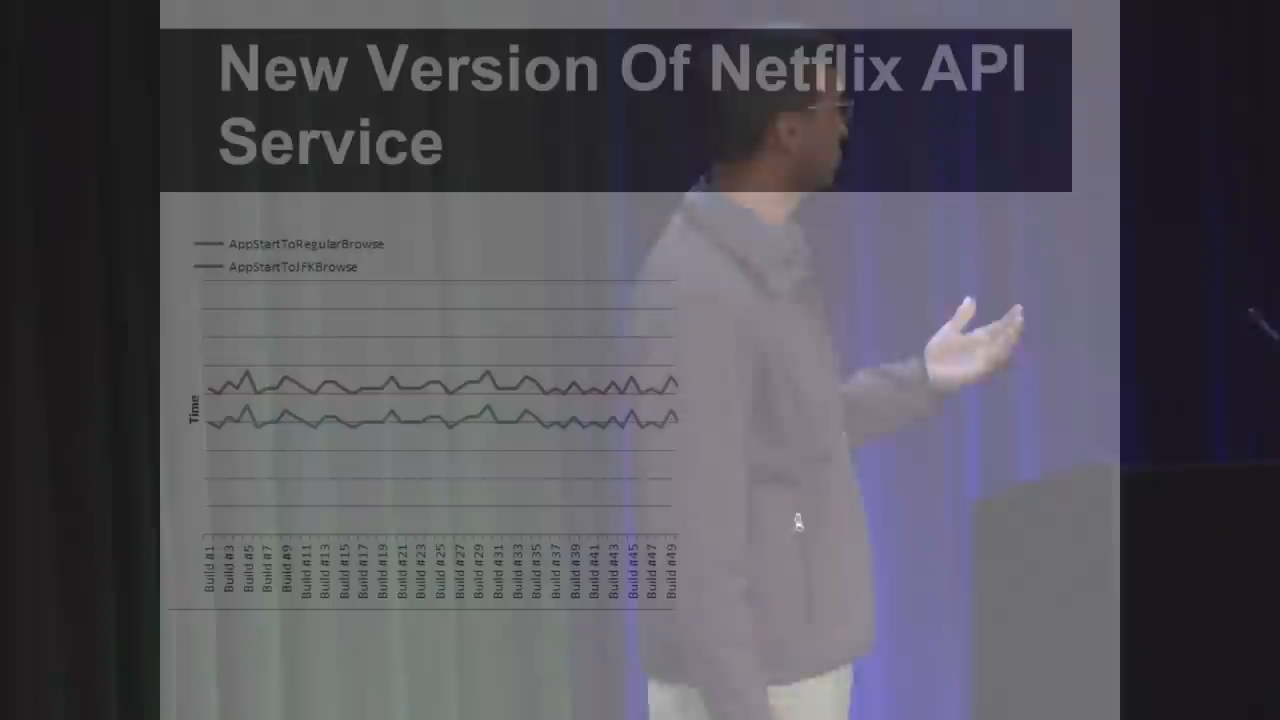 New Version Of Netflix API
Service
AppStartToRegularBrowse
AppStartToJFKBrowse
Time
Build #1
Build #3
Build #5
Build #7
Build #9
Build #11
Build #13
Build #15
Build #17
Build #19
Build #21
Build #23
Build #25
Build #27
Build #29
Build #31
Build #33
Build #35
Build #37
Build #39
Build #41
Build #43
Build #45
Build #47
Build #49